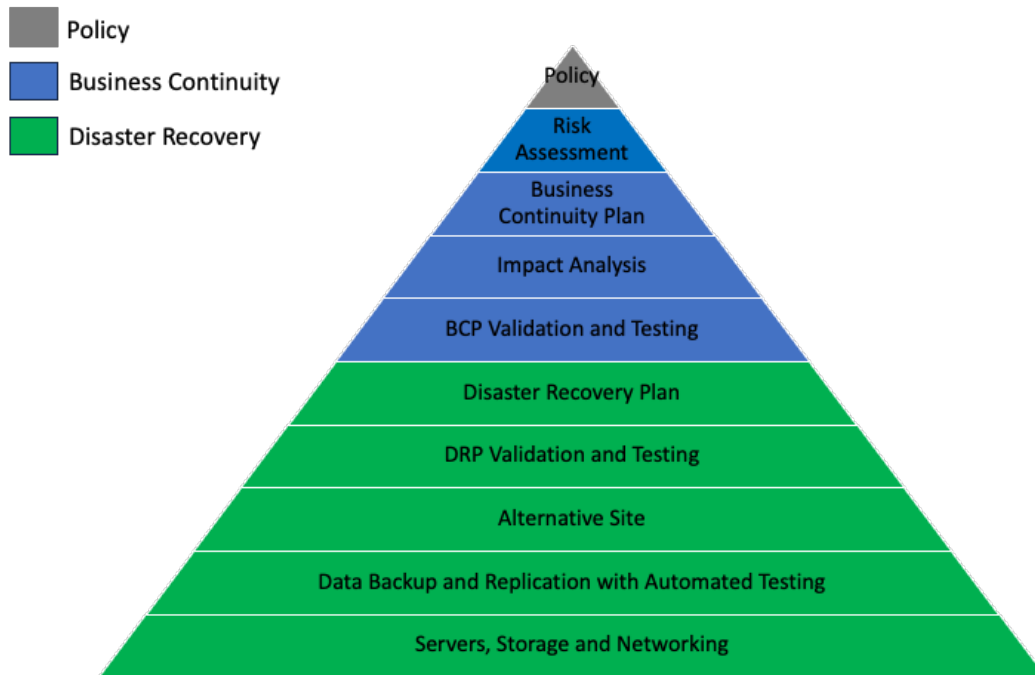 Policy
Business Continuity
Disaster Recovery
Policy
Risk
Assessment
Business
Continuity Plan
Impact Analysis
BCP Validation and Testing
Disaster Recovery Plan
DRP Validation and Testing
Alternative Site
Data Backup and Replication with Automated Testing
Servers, Storage and Networking